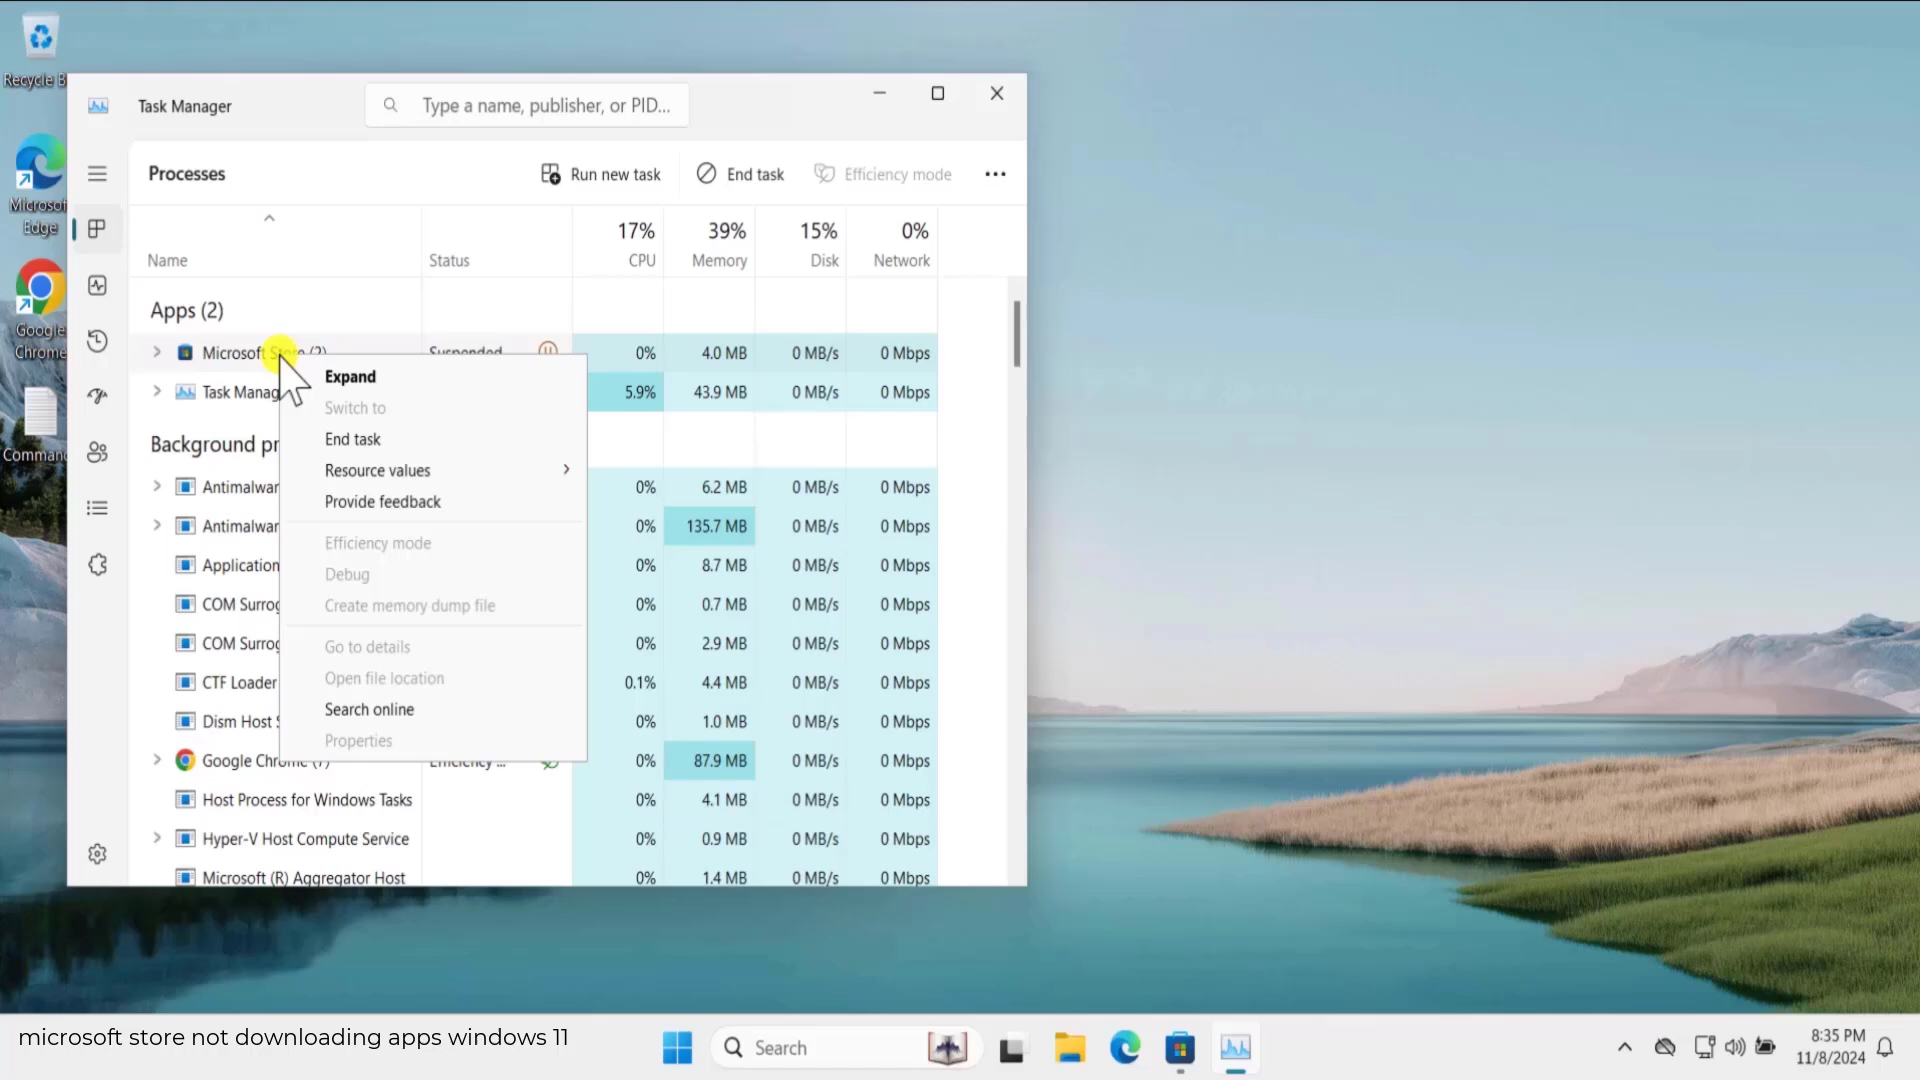 Recycle B
Task Manager
Type a name, publisher, or PID...
Microsof
Edge
Google
Chrome
Command
Processes
Run new task
End task
Efficiency mode
17%
39%
15%
0%
Name
Status
CPU
Memory
Disk
Network
Apps (2)
Microsoft Store (2)
Suspended
0%
4.0 MB
0 MB/s
0 Mbps
Task Manag
5.9%
43.9 MB
0 MB/s
0 Mbps
Background pr
Antimalwar
0%
6.2 MB
0 MB/s
0 Mbps
Antimalwar
0%
135.7 MB
0 MB/s
0 Mbps
Application
0%
8.7 MB
0 MB/s
0 Mbps
COM Surrog
0%
0.7 MB
0 MB/s
0 Mbps
COM Surrog
0%
2.9 MB
0 MB/s
0 Mbps
CTF Loader
0.1%
4.4 MB
0 MB/s
0 Mbps
Dism Host S
0%
1.0 MB
0 MB/s
0 Mbps
Google Chrome (7)
Efficiency ...
0%
87.9 MB
0 MB/s
0 Mbps
Host Process for Windows Tasks
0%
4.1 MB
0 MB/s
0 Mbps
Hyper-V Host Compute Service
0%
0.9 MB
0 MB/s
0 Mbps
Microsoft (R) Aggregator Host
0%
1.4 MB
0 MB/s
0 Mbps
Expand
Switch to
End task
Resource values
Provide feedback
Efficiency mode
Debug
Create memory dump file
Go to details
Open file location
Search online
Properties
microsoft store not downloading apps windows 11
Search
8:35 PM
11/8/2024